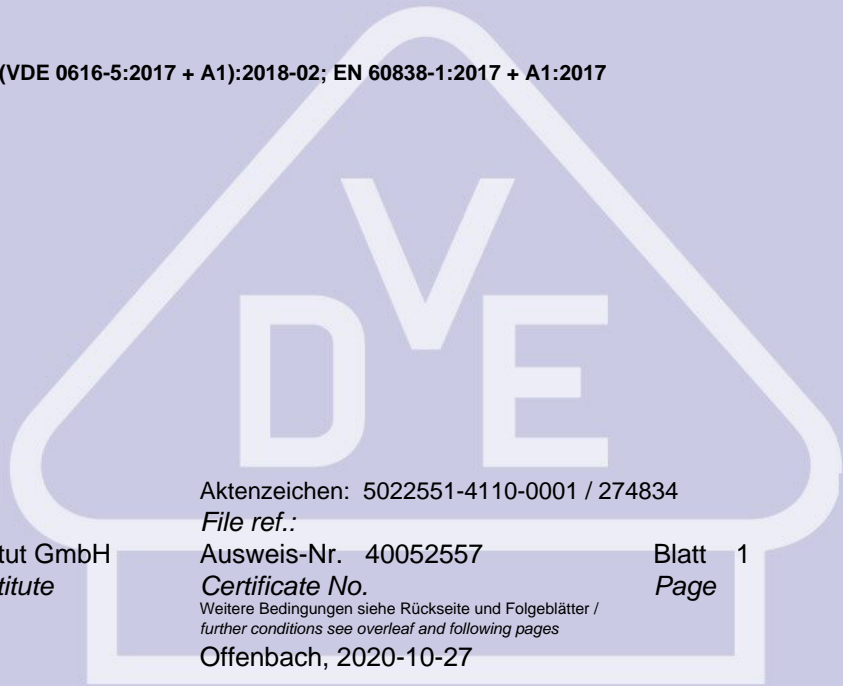 (VDE 0616-5:2017 + A1):2018-02; EN 60838-1:2017 + A1:2017
VDE
Aktenzeichen: 5022551-4110-0001 / 274834
File ref.:
tut GmbH Ausweis-Nr. 40052557 Blatt 1
titute Certificate No. Page
Weitere Bedingungen siehe Rückseite und Folgeblätter /
further conditions see overleaf and following pages
Offenbach, 2020-10-27